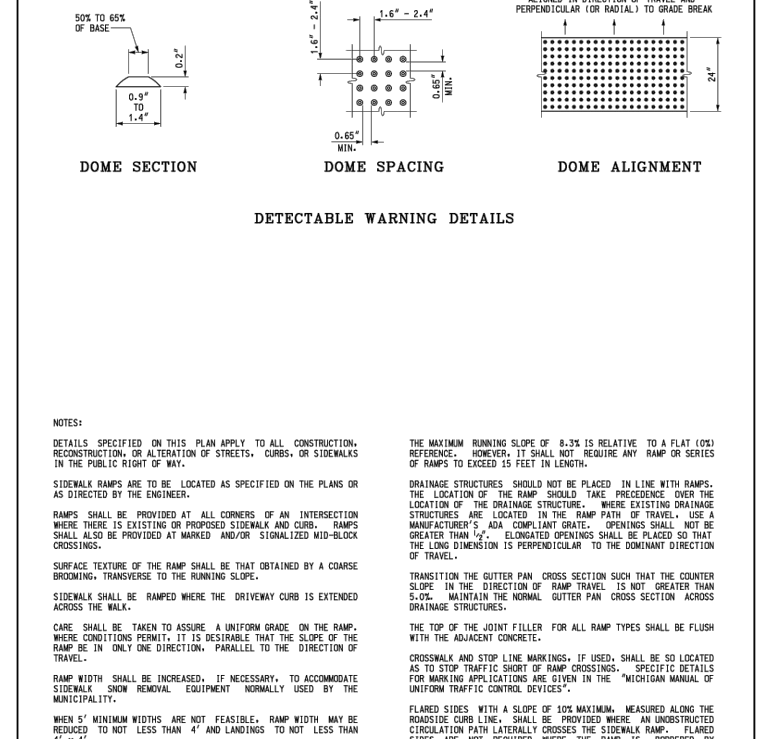 ALIGNED IN DIRECTION OF TRAVEL AND
PERPENDICULAR (OR RADIAL) TO GRADE BREAK
50% TO 65%
OF BASE
0.2"
0.9"
TO
1.4"
1.6" - 2.4"
1.6" - 2.4"
0.65"
MIN.
0.65"
MIN.
24"
DOME SECTION
DOME SPACING
DOME ALIGNMENT
DETECTABLE WARNING DETAILS
NOTES:
DETAILS SPECIFIED ON THIS PLAN APPLY TO ALL CONSTRUCTION,
RECONSTRUCTION, OR ALTERATION OF STREETS, CURBS, OR SIDEWALKS
IN THE PUBLIC RIGHT OF WAY.
SIDEWALK RAMPS ARE TO BE LOCATED AS SPECIFIED ON THE PLANS OR
AS DIRECTED BY THE ENGINEER.
RAMPS SHALL BE PROVIDED AT ALL CORNERS OF AN INTERSECTION
WHERE THERE IS EXISTING OR PROPOSED SIDEWALK AND CURB. RAMPS
SHALL ALSO BE PROVIDED AT MARKED AND/OR SIGNALIZED MID-BLOCK
CROSSINGS.
SURFACE TEXTURE OF THE RAMP SHALL BE THAT OBTAINED BY A COARSE
BROOMING, TRANSVERSE TO THE RUNNING SLOPE.
SIDEWALK SHALL BE RAMPED WHERE THE DRIVEWAY CURB IS EXTENDED
ACROSS THE WALK.
CARE SHALL BE TAKEN TO ASSURE A UNIFORM GRADE ON THE RAMP.
WHERE CONDITIONS PERMIT, IT IS DESIRABLE THAT THE SLOPE OF THE
RAMP BE IN ONLY ONE DIRECTION, PARALLEL TO THE DIRECTION OF
TRAVEL.
RAMP WIDTH SHALL BE INCREASED, IF NECESSARY, TO ACCOMMODATE
SIDEWALK SNOW REMOVAL EQUIPMENT NORMALLY USED BY THE
MUNICIPALITY.
WHEN 5' MINIMUM WIDTHS ARE NOT FEASIBLE, RAMP WIDTH MAY BE
REDUCED TO NOT LESS THAN 4' AND LANDINGS TO NOT LESS THAN
4' x 4'.
THE MAXIMUM RUNNING SLOPE OF 8.3% IS RELATIVE TO A FLAT (0%)
REFERENCE. HOWEVER, IT SHALL NOT REQUIRE ANY RAMP OR SERIES
OF RAMPS TO EXCEED 15 FEET IN LENGTH.
DRAINAGE STRUCTURES SHOULD NOT BE PLACED IN LINE WITH RAMPS.
THE LOCATION OF THE RAMP SHOULD TAKE PRECEDENCE OVER THE
LOCATION OF THE DRAINAGE STRUCTURE. WHERE EXISTING DRAINAGE
STRUCTURES ARE LOCATED IN THE RAMP PATH OF TRAVEL, USE A
MANUFACTURER'S ADA COMPLIANT GRATE. OPENINGS SHALL NOT BE
GREATER THAN 1/2". ELONGATED OPENINGS SHALL BE PLACED SO THAT
THE LONG DIMENSION IS PERPENDICULAR TO THE DOMINANT DIRECTION
OF TRAVEL.
TRANSITION THE GUTTER PAN CROSS SECTION SUCH THAT THE COUNTER
SLOPE IN THE DIRECTION OF RAMP TRAVEL IS NOT GREATER THAN
5.0%. MAINTAIN THE NORMAL GUTTER PAN CROSS SECTION ACROSS
DRAINAGE STRUCTURES.
THE TOP OF THE JOINT FILLER FOR ALL RAMP TYPES SHALL BE FLUSH
WITH THE ADJACENT CONCRETE.
CROSSWALK AND STOP LINE MARKINGS, IF USED, SHALL BE SO LOCATED
AS TO STOP TRAFFIC SHORT OF RAMP CROSSINGS. SPECIFIC DETAILS
FOR MARKING APPLICATIONS ARE GIVEN IN THE "MICHIGAN MANUAL OF
UNIFORM TRAFFIC CONTROL DEVICES".
FLARED SIDES WITH A SLOPE OF 10% MAXIMUM, MEASURED ALONG THE
ROADSIDE CURB LINE, SHALL BE PROVIDED WHERE AN UNOBSTRUCTED
CIRCULATION PATH LATERALLY CROSSES THE SIDEWALK RAMP. FLARED
SIDES ARE NOT REQUIRED WHERE THE RAMP IS BORDERED BY